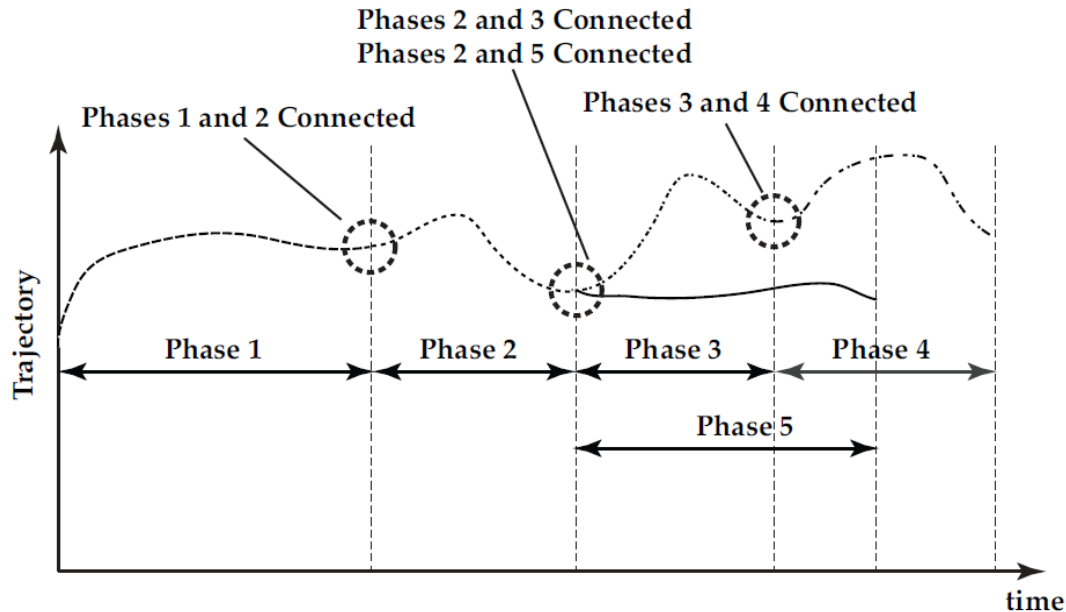 Phases 2 and 3 Connected
Phases 2 and 5 Connected
Phases 3 and 4 Connected
Phases 1 and 2 Connected
Trajectory
Phase 1
Phase 2
Phase 3
Phase 4
Phase 5
time